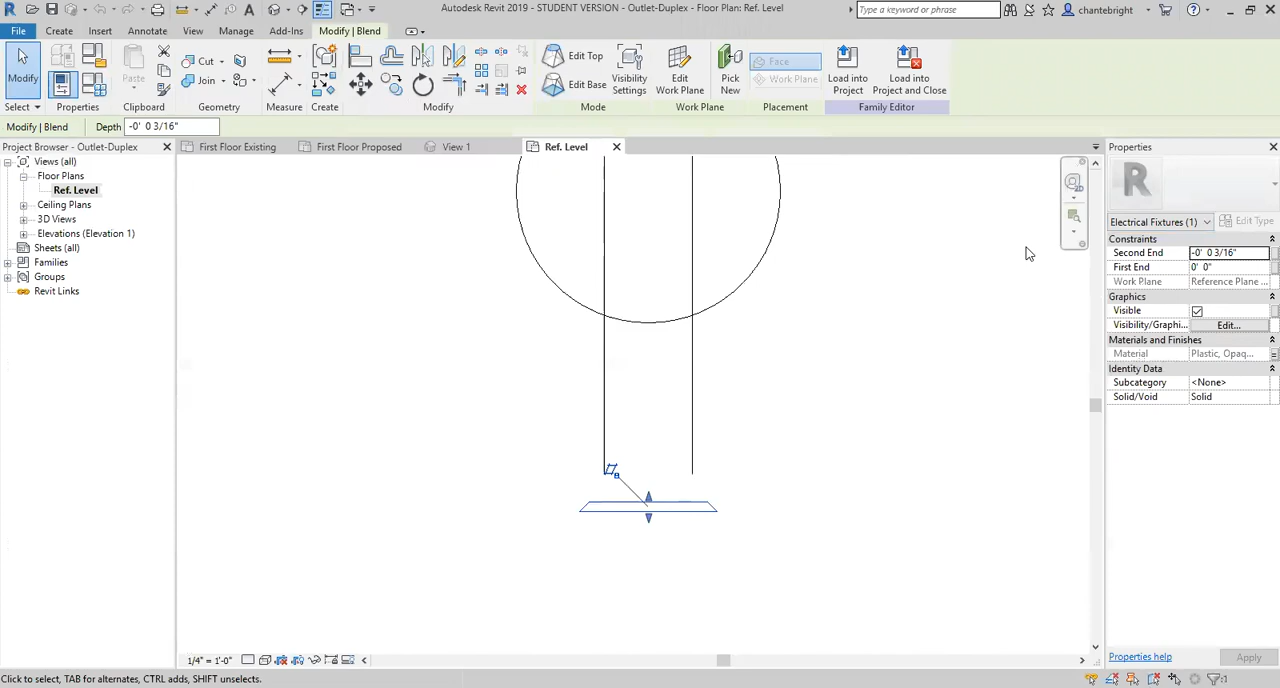 Autodesk Revit 2019 - STUDENT VERSION - Outlet-Duplex - Floor Plan: Ref. Level
Type a keyword or phrase
chantebright
File Create Insert Annotate View Manage Add-Ins Modify | Blend
Modify
Paste
Cut
Join
Edit Top
Edit Base
Visibility Settings
Edit Work Plane
Pick New
Face
Work Plane
Load into Project
Load into Project and Close
Select Properties Clipboard Geometry Measure Create Modify Mode Work Plane Placement Family Editor
Modify | Blend Depth -0' 0 3/16"
Project Browser - Outlet-Duplex
First Floor Existing
First Floor Proposed
View 1
Ref. Level
Views (all)
Floor Plans
Ref. Level
Ceiling Plans
3D Views
Elevations (Elevation 1)
Sheets (all)
Families
Groups
Revit Links
2D
Properties
R
Electrical Fixtures (1) Edit Type
Constraints
Second End -0' 0 3/16"
First End 0' 0"
Work Plane Reference Plane ...
Graphics
Visible
Visibility/Graphi... Edit...
Materials and Finishes
Material Plastic, Opaq...
Identity Data
Subcategory <None>
Solid/Void Solid
Properties help Apply
1/4" = 1'-0"
Click to select, TAB for alternates, CTRL adds, SHIFT unselects.
:1